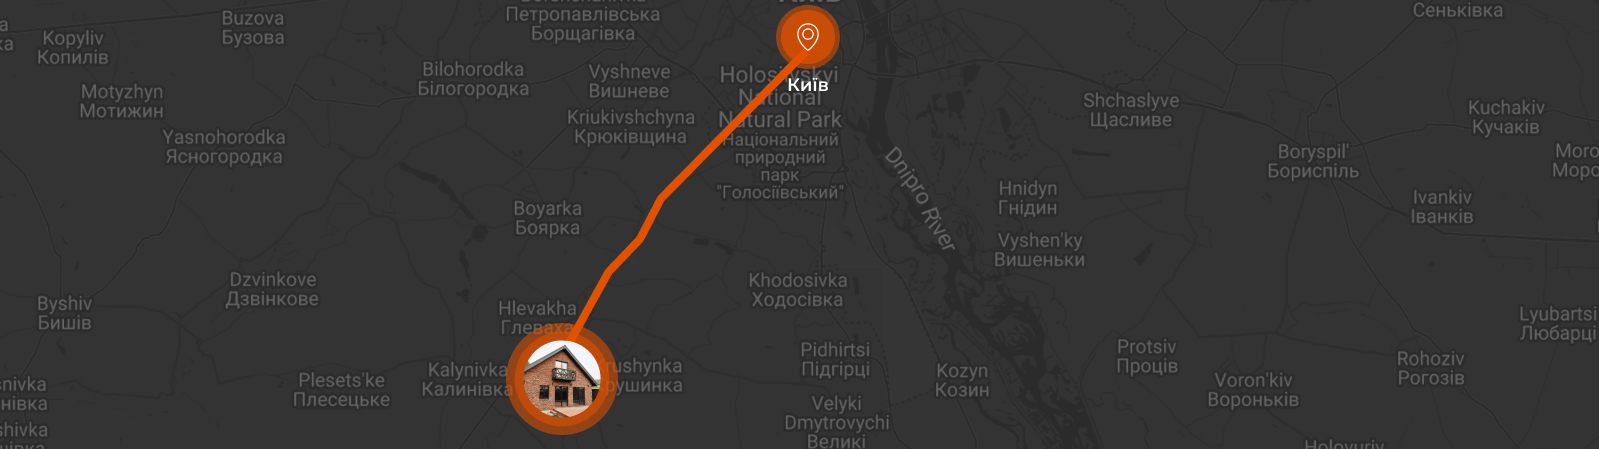 Buzova
Бузова
Kopyliv
Копилів
Петропавлівська
Борщагівка
Київ
Сеньківка
Motyzhyn
Мотижин
Bilohorodka
Білогородка
Vyshneve
Вишневе
National
Natural Park
Національний
природний
парк
"Голосіївський"
Shchaslyve
Щасливе
Kuchakiv
Кучаків
Yasnohorodka
Ясногородка
Kriukivshchyna
Крюківщина
Boryspil'
Бориспіль
Dnipro River
Hnidyn
Гнідин
Ivankiv
Іванків
Boyarka
Боярка
Vyshen'ky
Вишеньки
Dzvinkove
Дзвінкове
Khodosivka
Ходосівка
Byshiv
Бишів
Hlevakha
Глеваха
Lyubartsi
Любарці
Pidhirtsi
Підгірці
Protsiv
Проців
Rohoziv
Рогозів
Kalynivka
Калинівка
Plesets'ke
Плесецьке
Kozyn
Козин
Voron'kiv
Вороньків
Velyki
Dmytrovychi
Великі